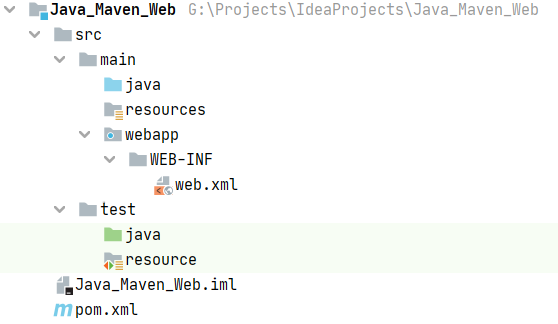 Java_Maven_Web G:\Projects\IdeaProjects\Java_Maven_Web
src
main
java
resources
webapp
WEB-INF
web.xml
test
java
resource
Java_Maven_Web.iml
pom.xml